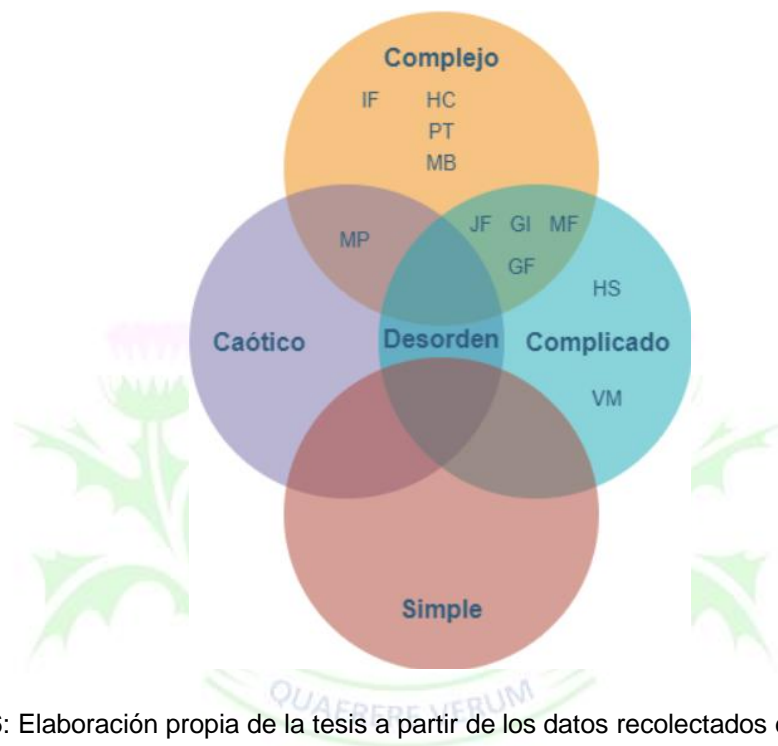 Complejo
IF HC
PT
MB
MP
JF GI MF
GF
HS
Caótico
Desorden
Complicado
VM
Simple
QUAERERE VERUM
6: Elaboración propia de la tesis a partir de los datos recolectados